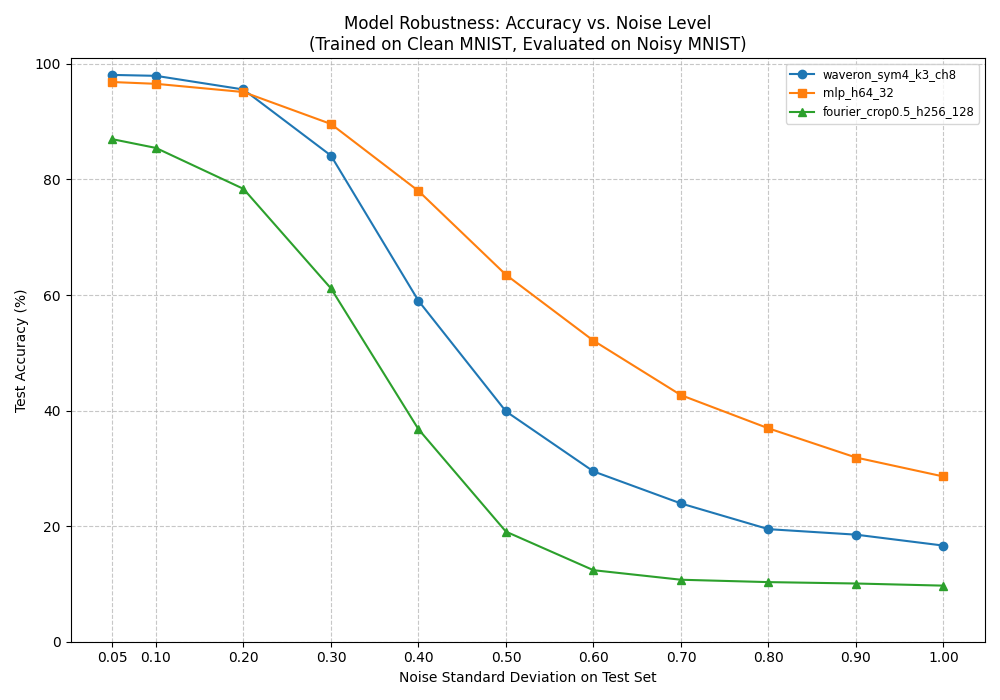 Model Robustness: Accuracy vs. Noise Level
(Trained on Clean MNIST, Evaluated on Noisy MNIST)
waveron_sym4_k3_ch8
mlp_h64_32
fourier_crop0.5_h256_128
Test Accuracy (%)
100
80
60
40
20
0
0.05 0.10 0.20 0.30 0.40 0.50 0.60 0.70 0.80 0.90 1.00
Noise Standard Deviation on Test Set